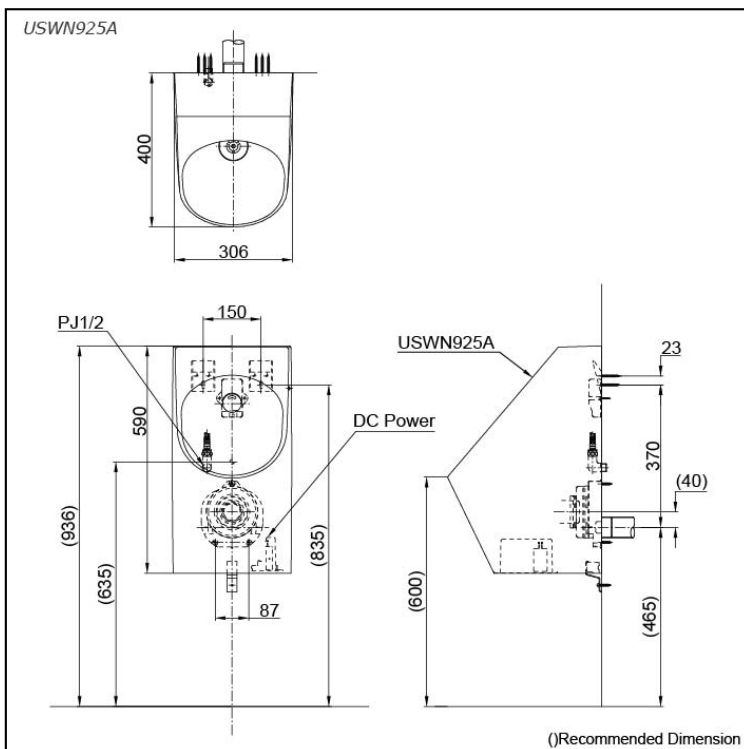 USWN925A
400
306
150
PJ1/2
USWN925A
23
590
DC Power
370
(40)
(936)
(635)
(835)
(600)
(465)
87
()Recommended Dimension